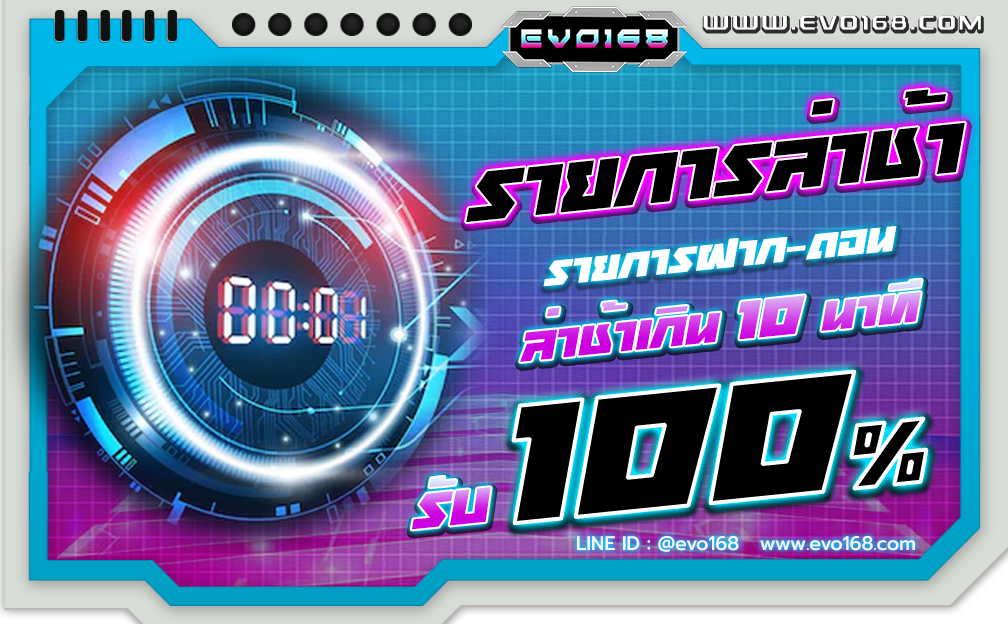 EVO168
WWW.EVO168.COM
รายการล่าช้า
รายการฝาก-ถอน
ล่าช้าเกิน 10 นาที
00:01
รับ 100%
LINE ID : @evo168 www.evo168.com